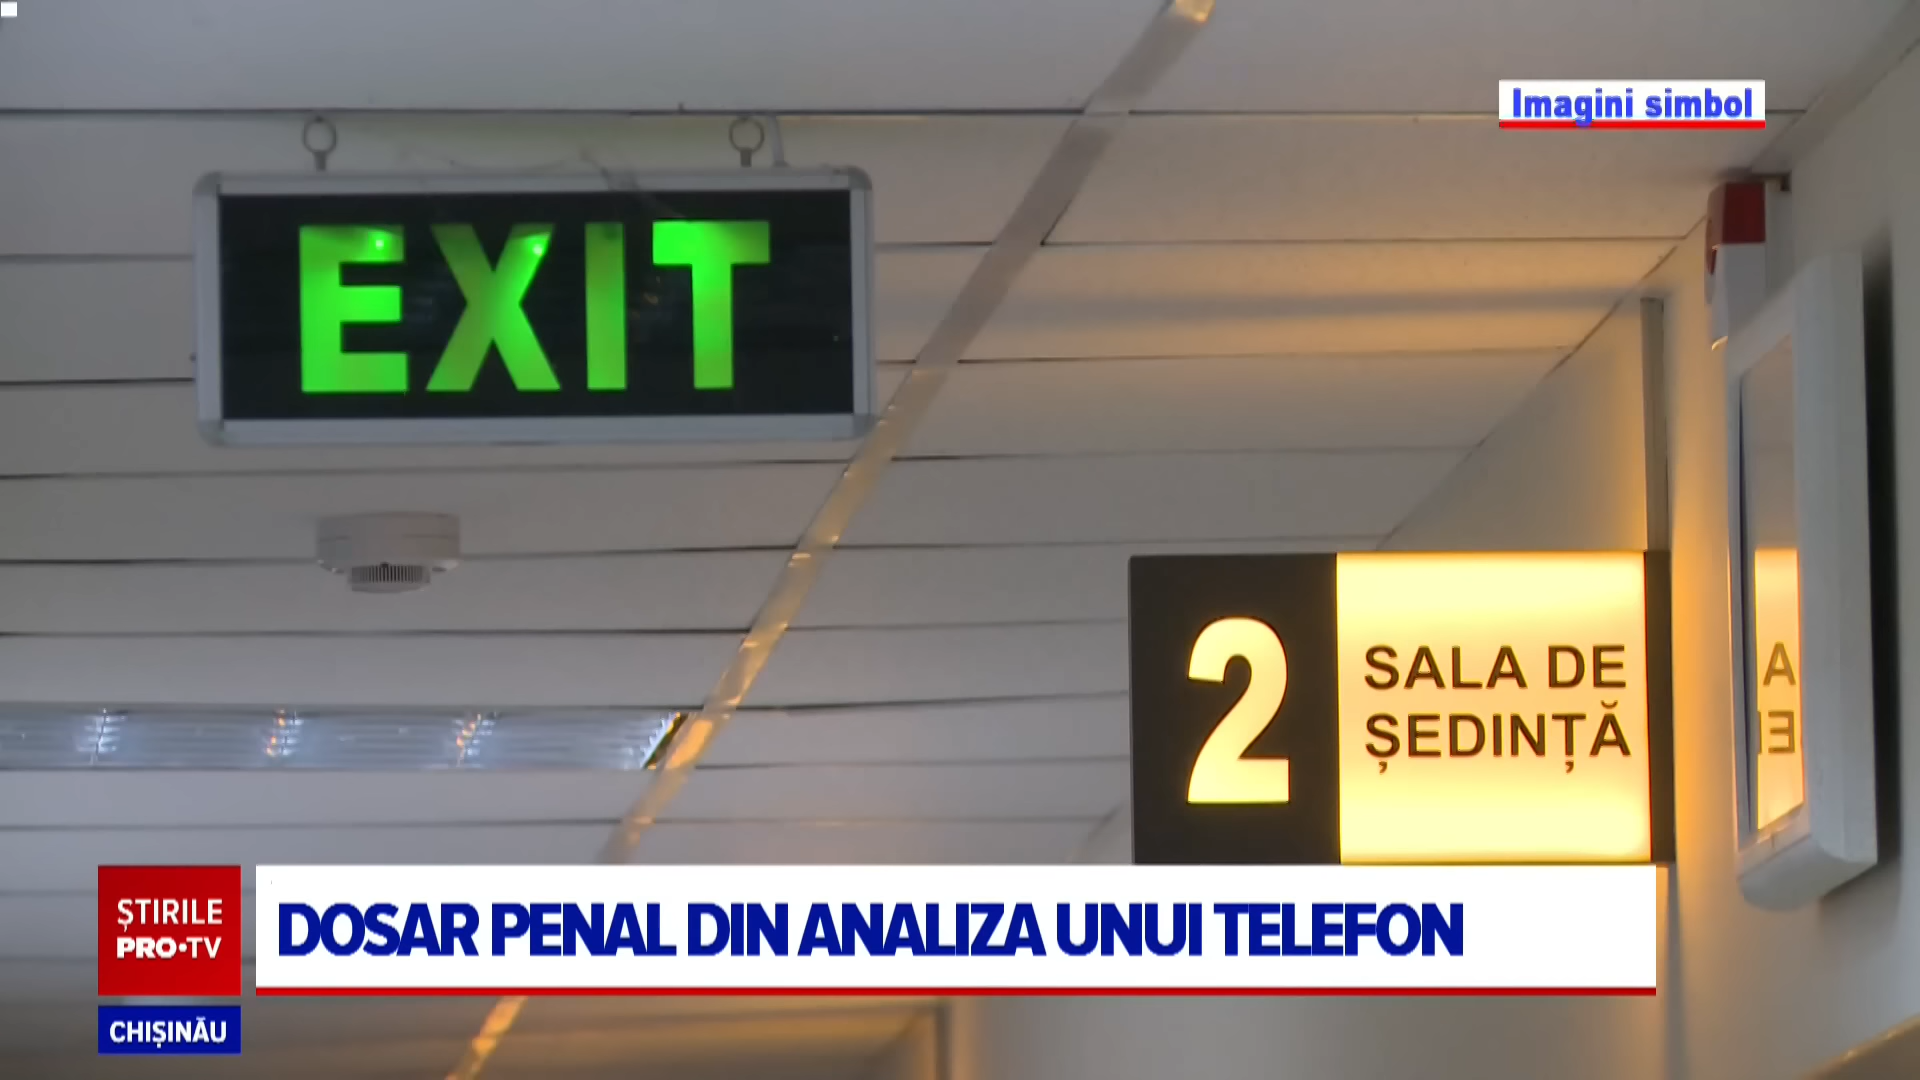 Imagini simbol
EXIT
2
SALA DE
ȘEDINȚĂ
A
ȘTIRILE
PRO•TV
DOSAR PENAL DIN ANALIZA UNUI TELEFON
CHIȘINĂU